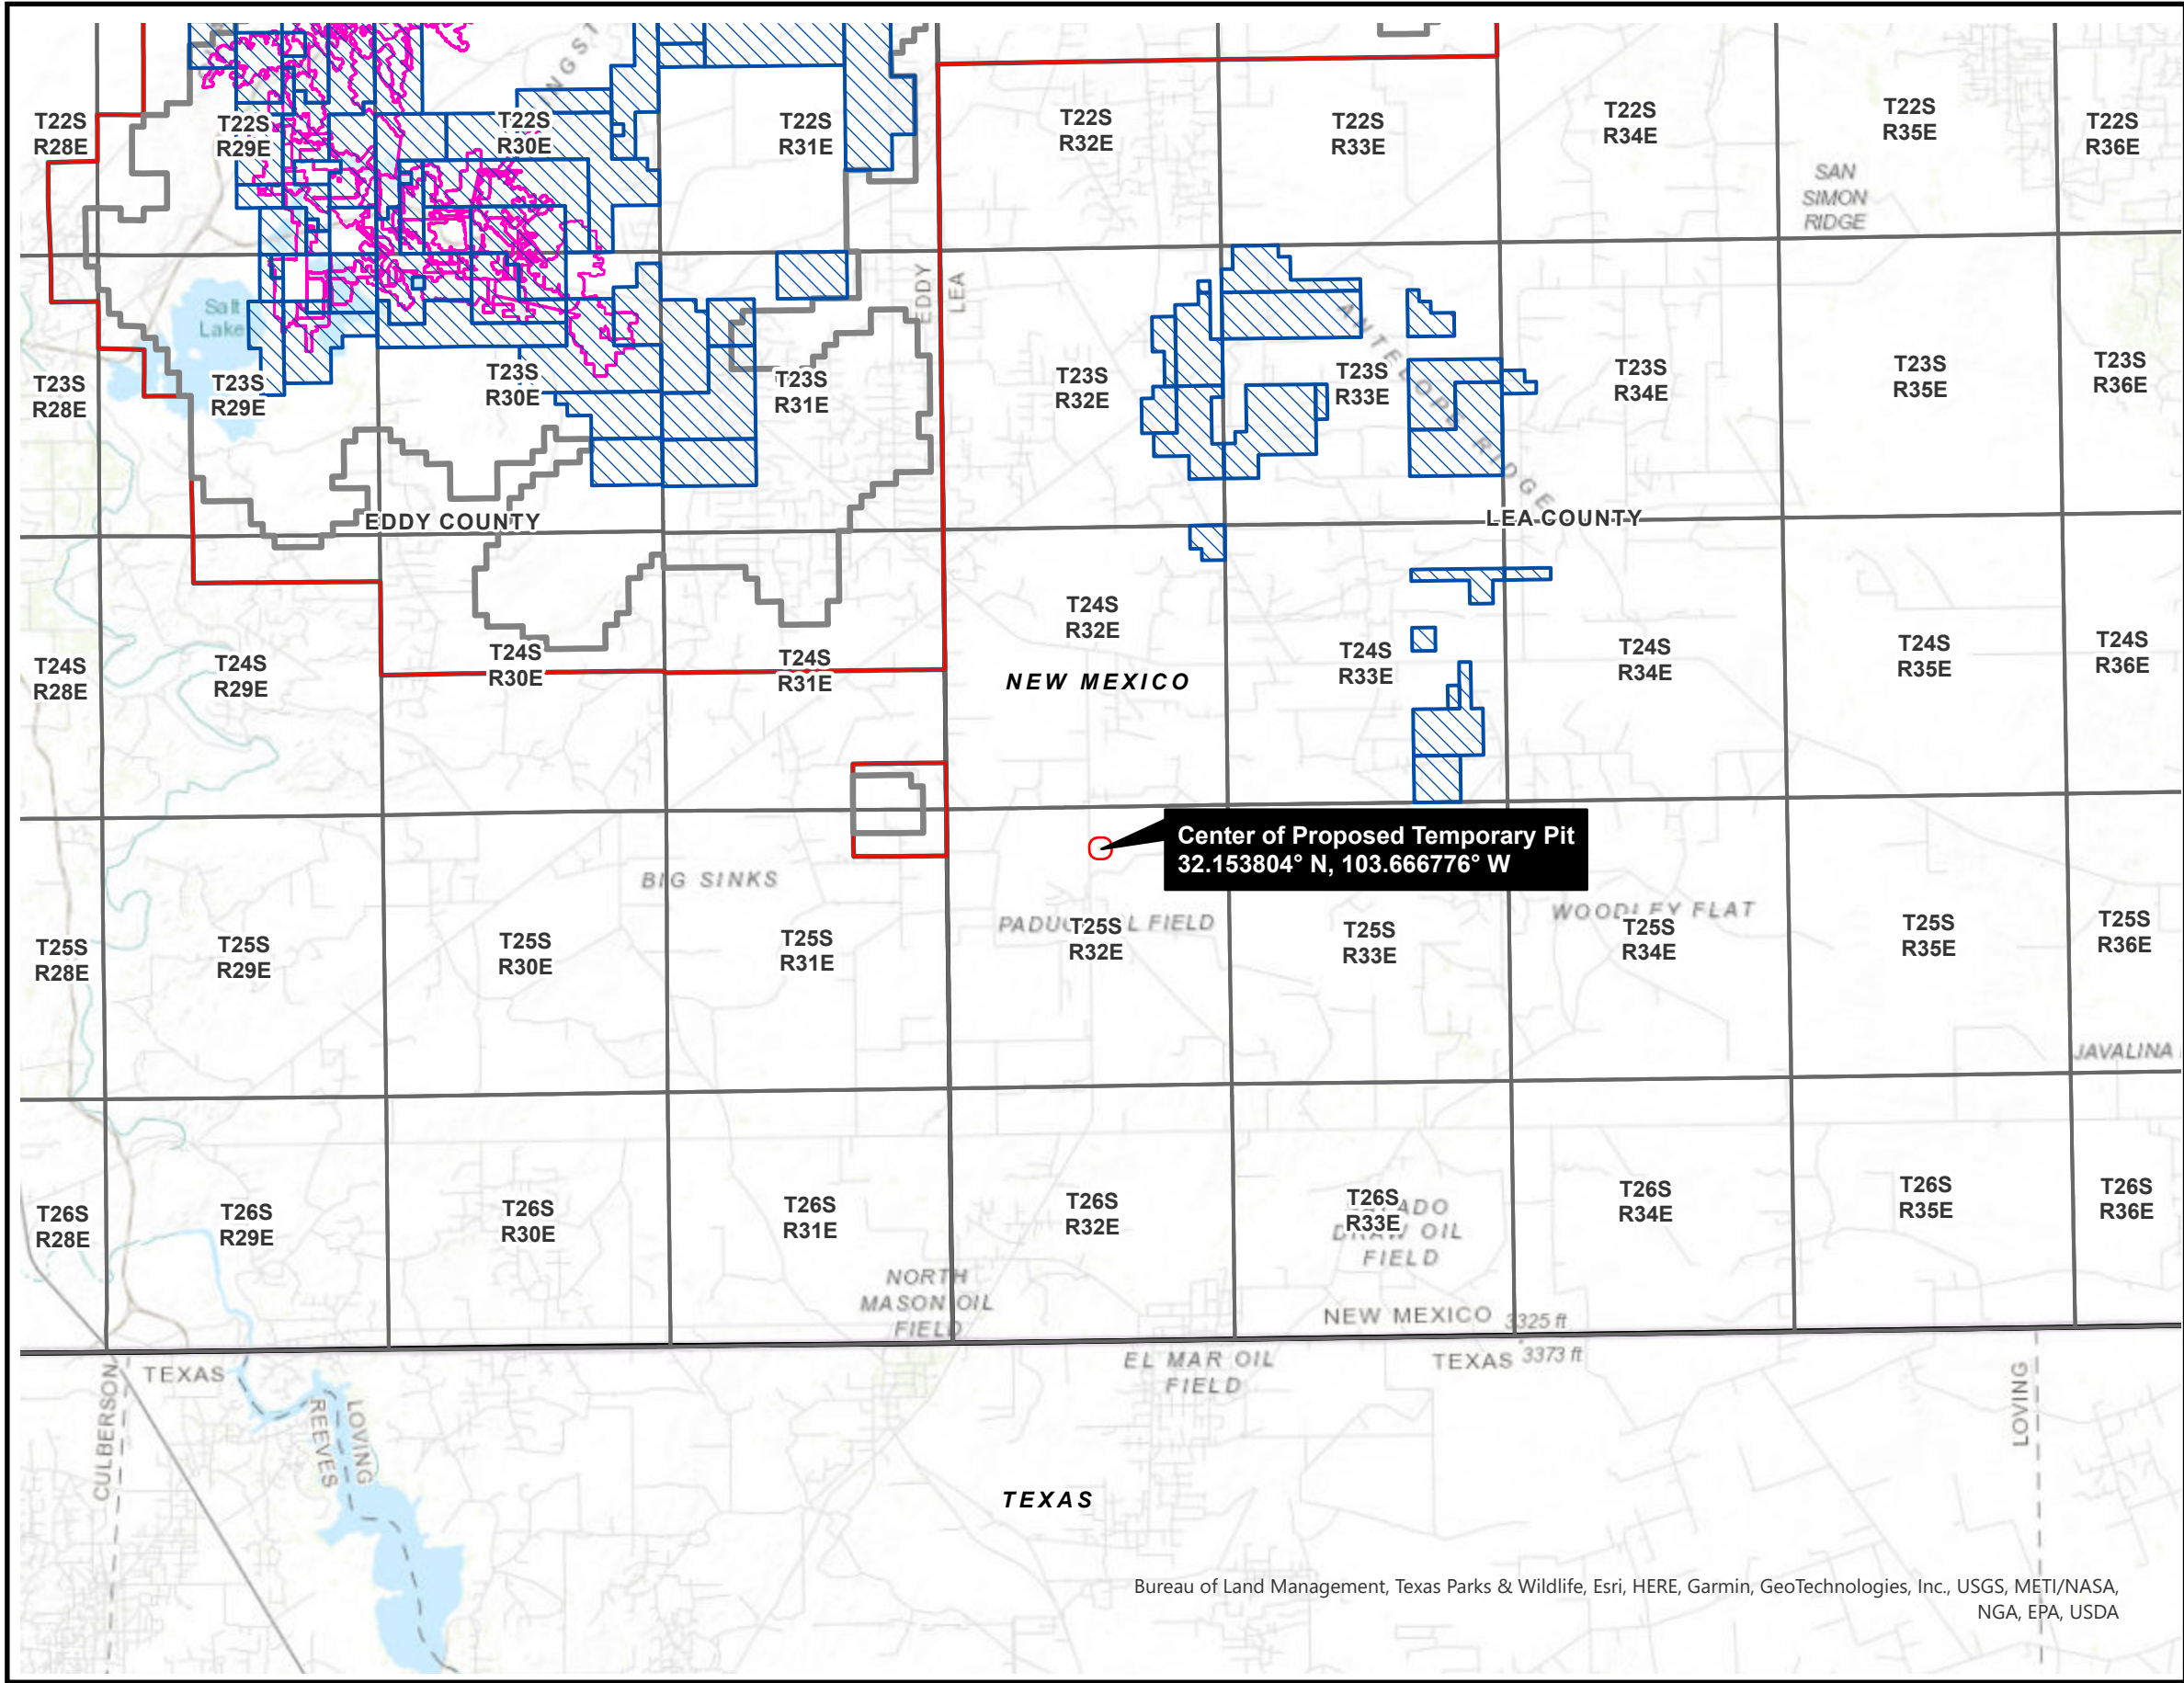 INGST
T22S
R28E
T22S
R29E
T22S
R30E
T22S
R31E
T22S
R32E
T22S
R33E
T22S
R34E
T22S
R35E
T22S
R36E
SAN
SIMON
RIDGE
EDDY
LEA
Salt
Lake
ANTELOPE RIDGE
T23S
R28E
T23S
R29E
T23S
R30E
T23S
R31E
T23S
R32E
T23S
R33E
T23S
R34E
T23S
R35E
T23S
R36E
EDDY COUNTY
LEA COUNTY
T24S
R28E
T24S
R29E
T24S
R30E
T24S
R31E
T24S
R32E
NEW MEXICO
T24S
R33E
T24S
R34E
T24S
R35E
T24S
R36E
Center of Proposed Temporary Pit
32.153804° N, 103.666776° W
BIG SINKS
FIELD
WOODLEY FLAT
T25S
R28E
T25S
R29E
T25S
R30E
T25S
R31E
T25S
R32E
T25S
R33E
T25S
R34E
T25S
R35E
T25S
R36E
JAVALINA
T26S
R28E
T26S
R29E
T26S
R30E
T26S
R31E
T26S
R32E
T26S
R33E
T26S
R34E
T26S
R35E
T26S
R36E
OIL
FIELD
NORTH
MASON OIL
FIELD
NEW MEXICO 3325 ft
TEXAS 3373 ft
TEXAS
EL MAR OIL
FIELD
CULBERSON
REEVES
LOVING
LOVING
TEXAS
Bureau of Land Management, Texas Parks & Wildlife, Esri, HERE, Garmin, GeoTechnologies, Inc., USGS, METI/NASA,
NGA, EPA, USDA